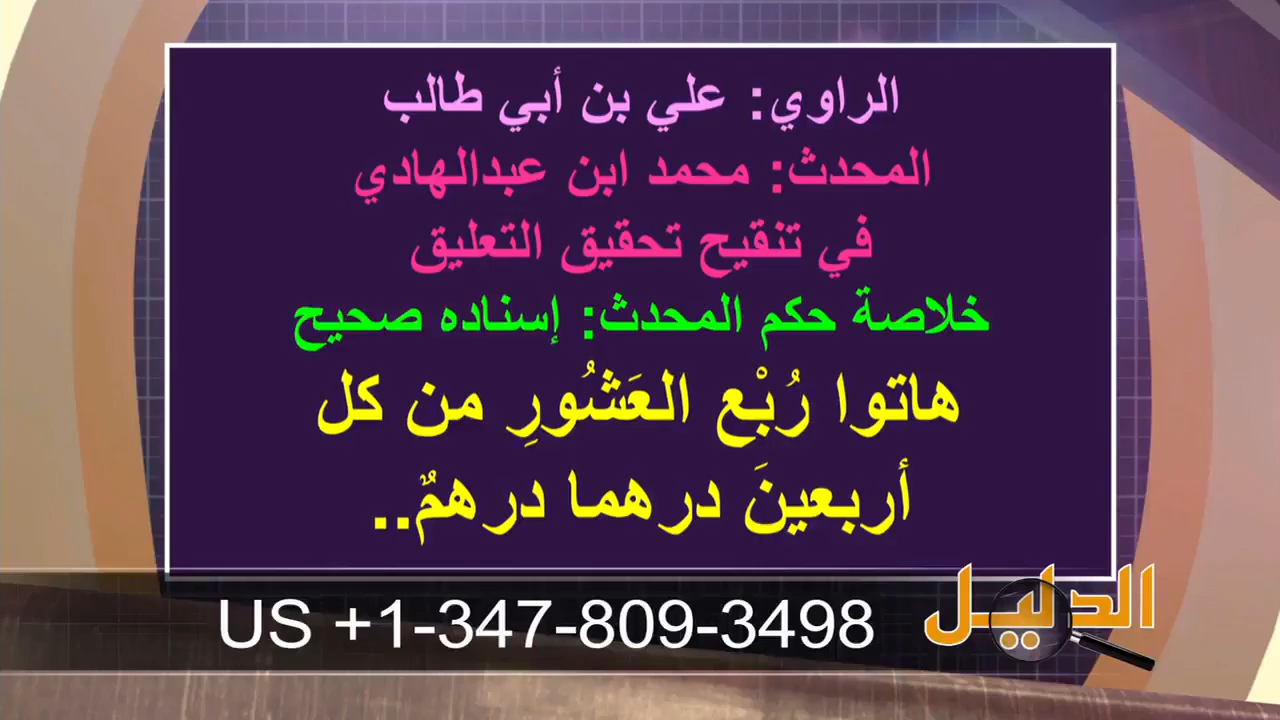 الراوي: علي بن أبي طالب
المحدث: محمد ابن عبدالهادي
في تنقيح تحقيق التعليق
خلاصة حكم المحدث: إسناده صحيح
هاتوا رُبْع العَشُورِ من كل
أربعينَ درهما درهمٌ..
الدليل
US +1-347-809-3498